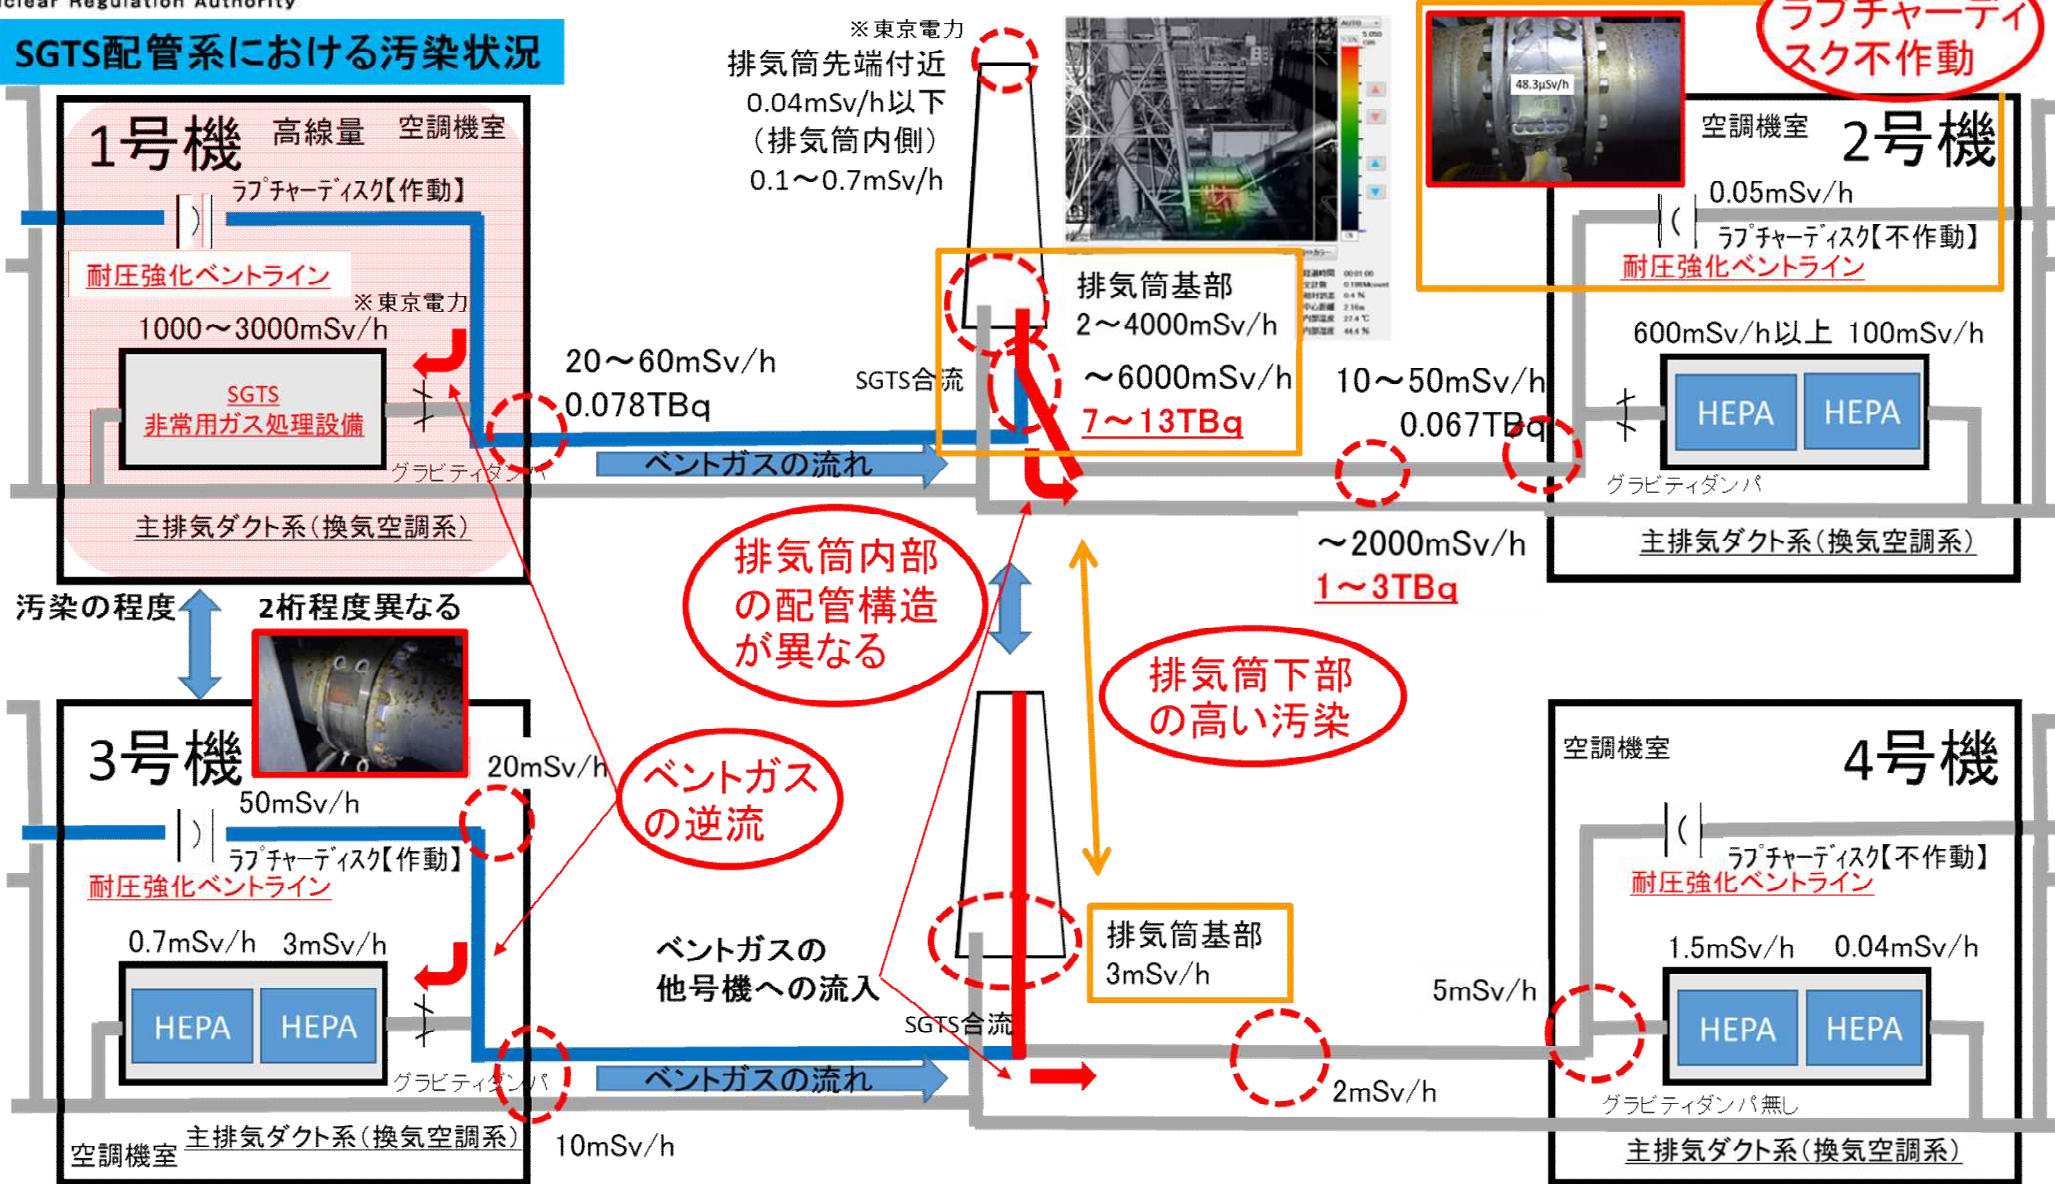 clear Regulation Authority
SGTS配管系における汚染状況
1号機
高線量
空調機室
ラプチャーディスク【作動】
耐圧強化ベントライン
※東京電力
1000～3000mSv/h
SGTS
非常用ガス処理設備
グラビティダンパ
主排気ダクト系(換気空調系)
20～60mSv/h
0.078TBq
ベントガスの流れ
※東京電力
排気筒先端付近
0.04mSv/h以下
(排気筒内側)
0.1～0.7mSv/h
AUTO
排気筒基部
2～4000mSv/h
SGTS合流
～6000mSv/h
7～13TBq
48.3μSv/h
ラプチャーディ
スク不作動
空調機室
2号機
0.05mSv/h
ラプチャーディスク【不作動】
耐圧強化ベントライン
600mSv/h以上
100mSv/h
HEPA
HEPA
グラビティダンパ
主排気ダクト系(換気空調系)
10～50mSv/h
0.067TBq
～2000mSv/h
1～3TBq
汚染の程度
2桁程度異なる
排気筒内部
の配管構造
が異なる
排気筒下部
の高い汚染
3号機
20mSv/h
50mSv/h
ラプチャーディスク【作動】
耐圧強化ベントライン
ベントガス
の逆流
0.7mSv/h
3mSv/h
HEPA
HEPA
グラビティダンパ
主排気ダクト系(換気空調系)
空調機室
10mSv/h
ベントガスの流れ
ベントガスの
他号機への流入
SGTS合流
排気筒基部
3mSv/h
2mSv/h
5mSv/h
空調機室
4号機
ラプチャーディスク【不作動】
耐圧強化ベントライン
1.5mSv/h
0.04mSv/h
HEPA
HEPA
グラビティダンパ無し
主排気ダクト系(換気空調系)